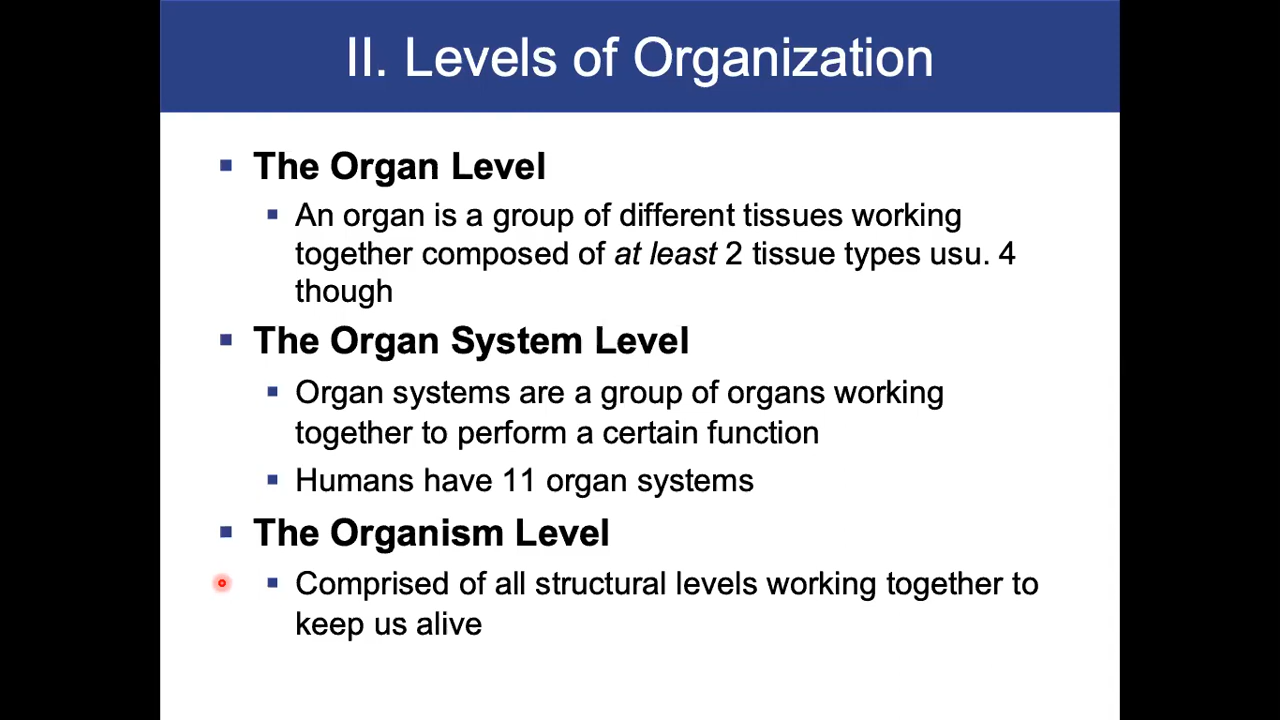 II. Levels of Organization
The Organ Level
An organ is a group of different tissues working
together composed of at least 2 tissue types usu. 4
though
The Organ System Level
Organ systems are a group of organs working
together to perform a certain function
Humans have 11 organ systems
The Organism Level
Comprised of all structural levels working together to
keep us alive